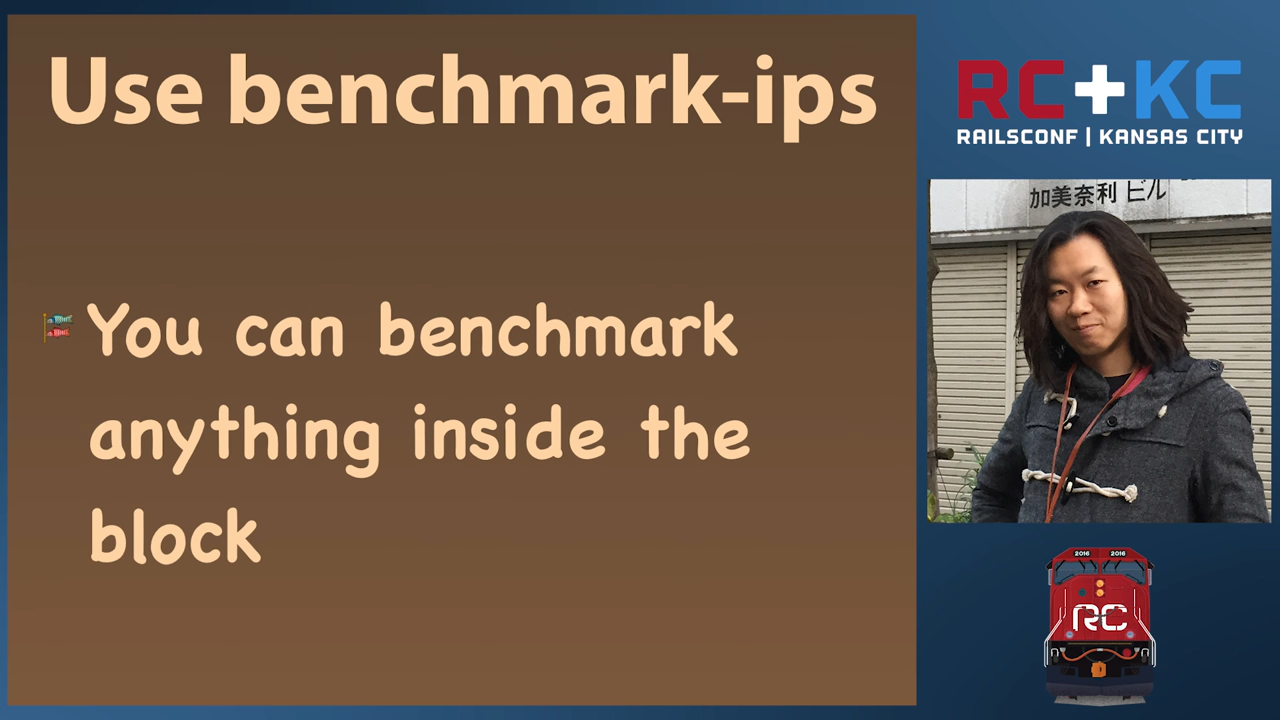 Use benchmark-ips
You can benchmark
anything inside the
block
RC+KC
RAILSCONF | KANSAS CITY
加美奈利 ビル
2016 2016
RC